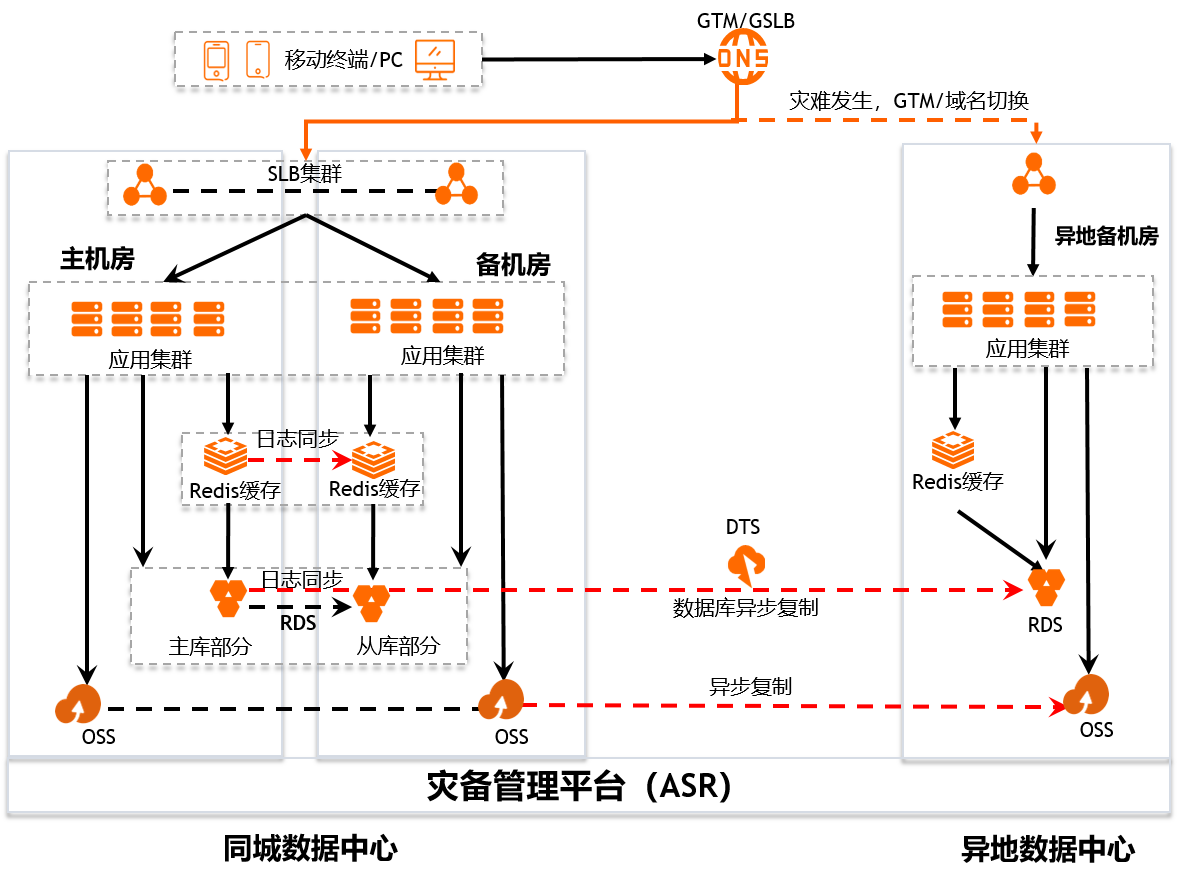 GTM/GSLB
移动终端/PC
DNS
灾难发生，GTM/域名切换
SLB集群
主机房
备机房
异地备机房
应用集群
应用集群
应用集群
日志同步
Redis缓存
Redis缓存
Redis缓存
DTS
日志同步
数据库异步复制
RDS
RDS
主库部分
从库部分
异步复制
OSS
OSS
OSS
灾备管理平台（ASR）
同城数据中心
异地数据中心